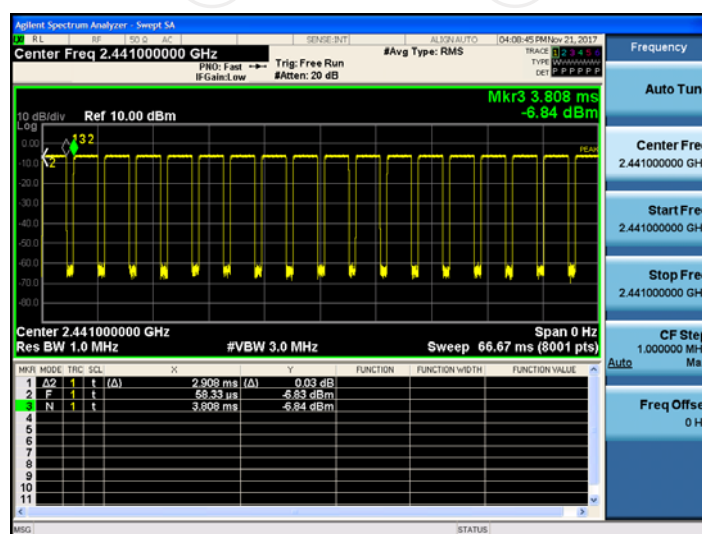 Agilent Spectrum Analyzer - Swept SA
RL RF 50 Ω AC SENSE:INT ALIGN AUTO 04:08:45 PM Nov 21, 2017
Center Freq 2.441000000 GHz
PNO: Fast
IFGain:Low
Trig: Free Run
#Atten: 20 dB
#Avg Type: RMS
TRACE 1 2 3 4 5 6
TYPE WWWWWW
DET P P P P P P
Mkr3 3.808 ms
-6.84 dBm
10 dB/div Ref 10.00 dBm
Log
0.00
-10.0
-20.0
-30.0
-40.0
-50.0
-60.0
-70.0
-80.0
1 3 2
2
PEAK
Center 2.441000000 GHz Span 0 Hz
Res BW 1.0 MHz #VBW 3.0 MHz Sweep 66.67 ms (8001 pts)
MKR MODE TRC SCL X Y FUNCTION FUNCTION WIDTH FUNCTION VALUE
1 Δ2 1 t (Δ) 2.908 ms (Δ) 0.03 dB
2 F 1 t 58.33 µs -6.83 dBm
3 N 1 t 3.808 ms -6.84 dBm
4
5
6
7
8
9
10
11
MSG STATUS
Frequency
Auto Tun
Center Fre
2.441000000 GH
Start Fre
2.441000000 GH
Stop Fre
2.441000000 GH
CF Step
1.000000 MH
Auto Ma
Freq Offse
0 H